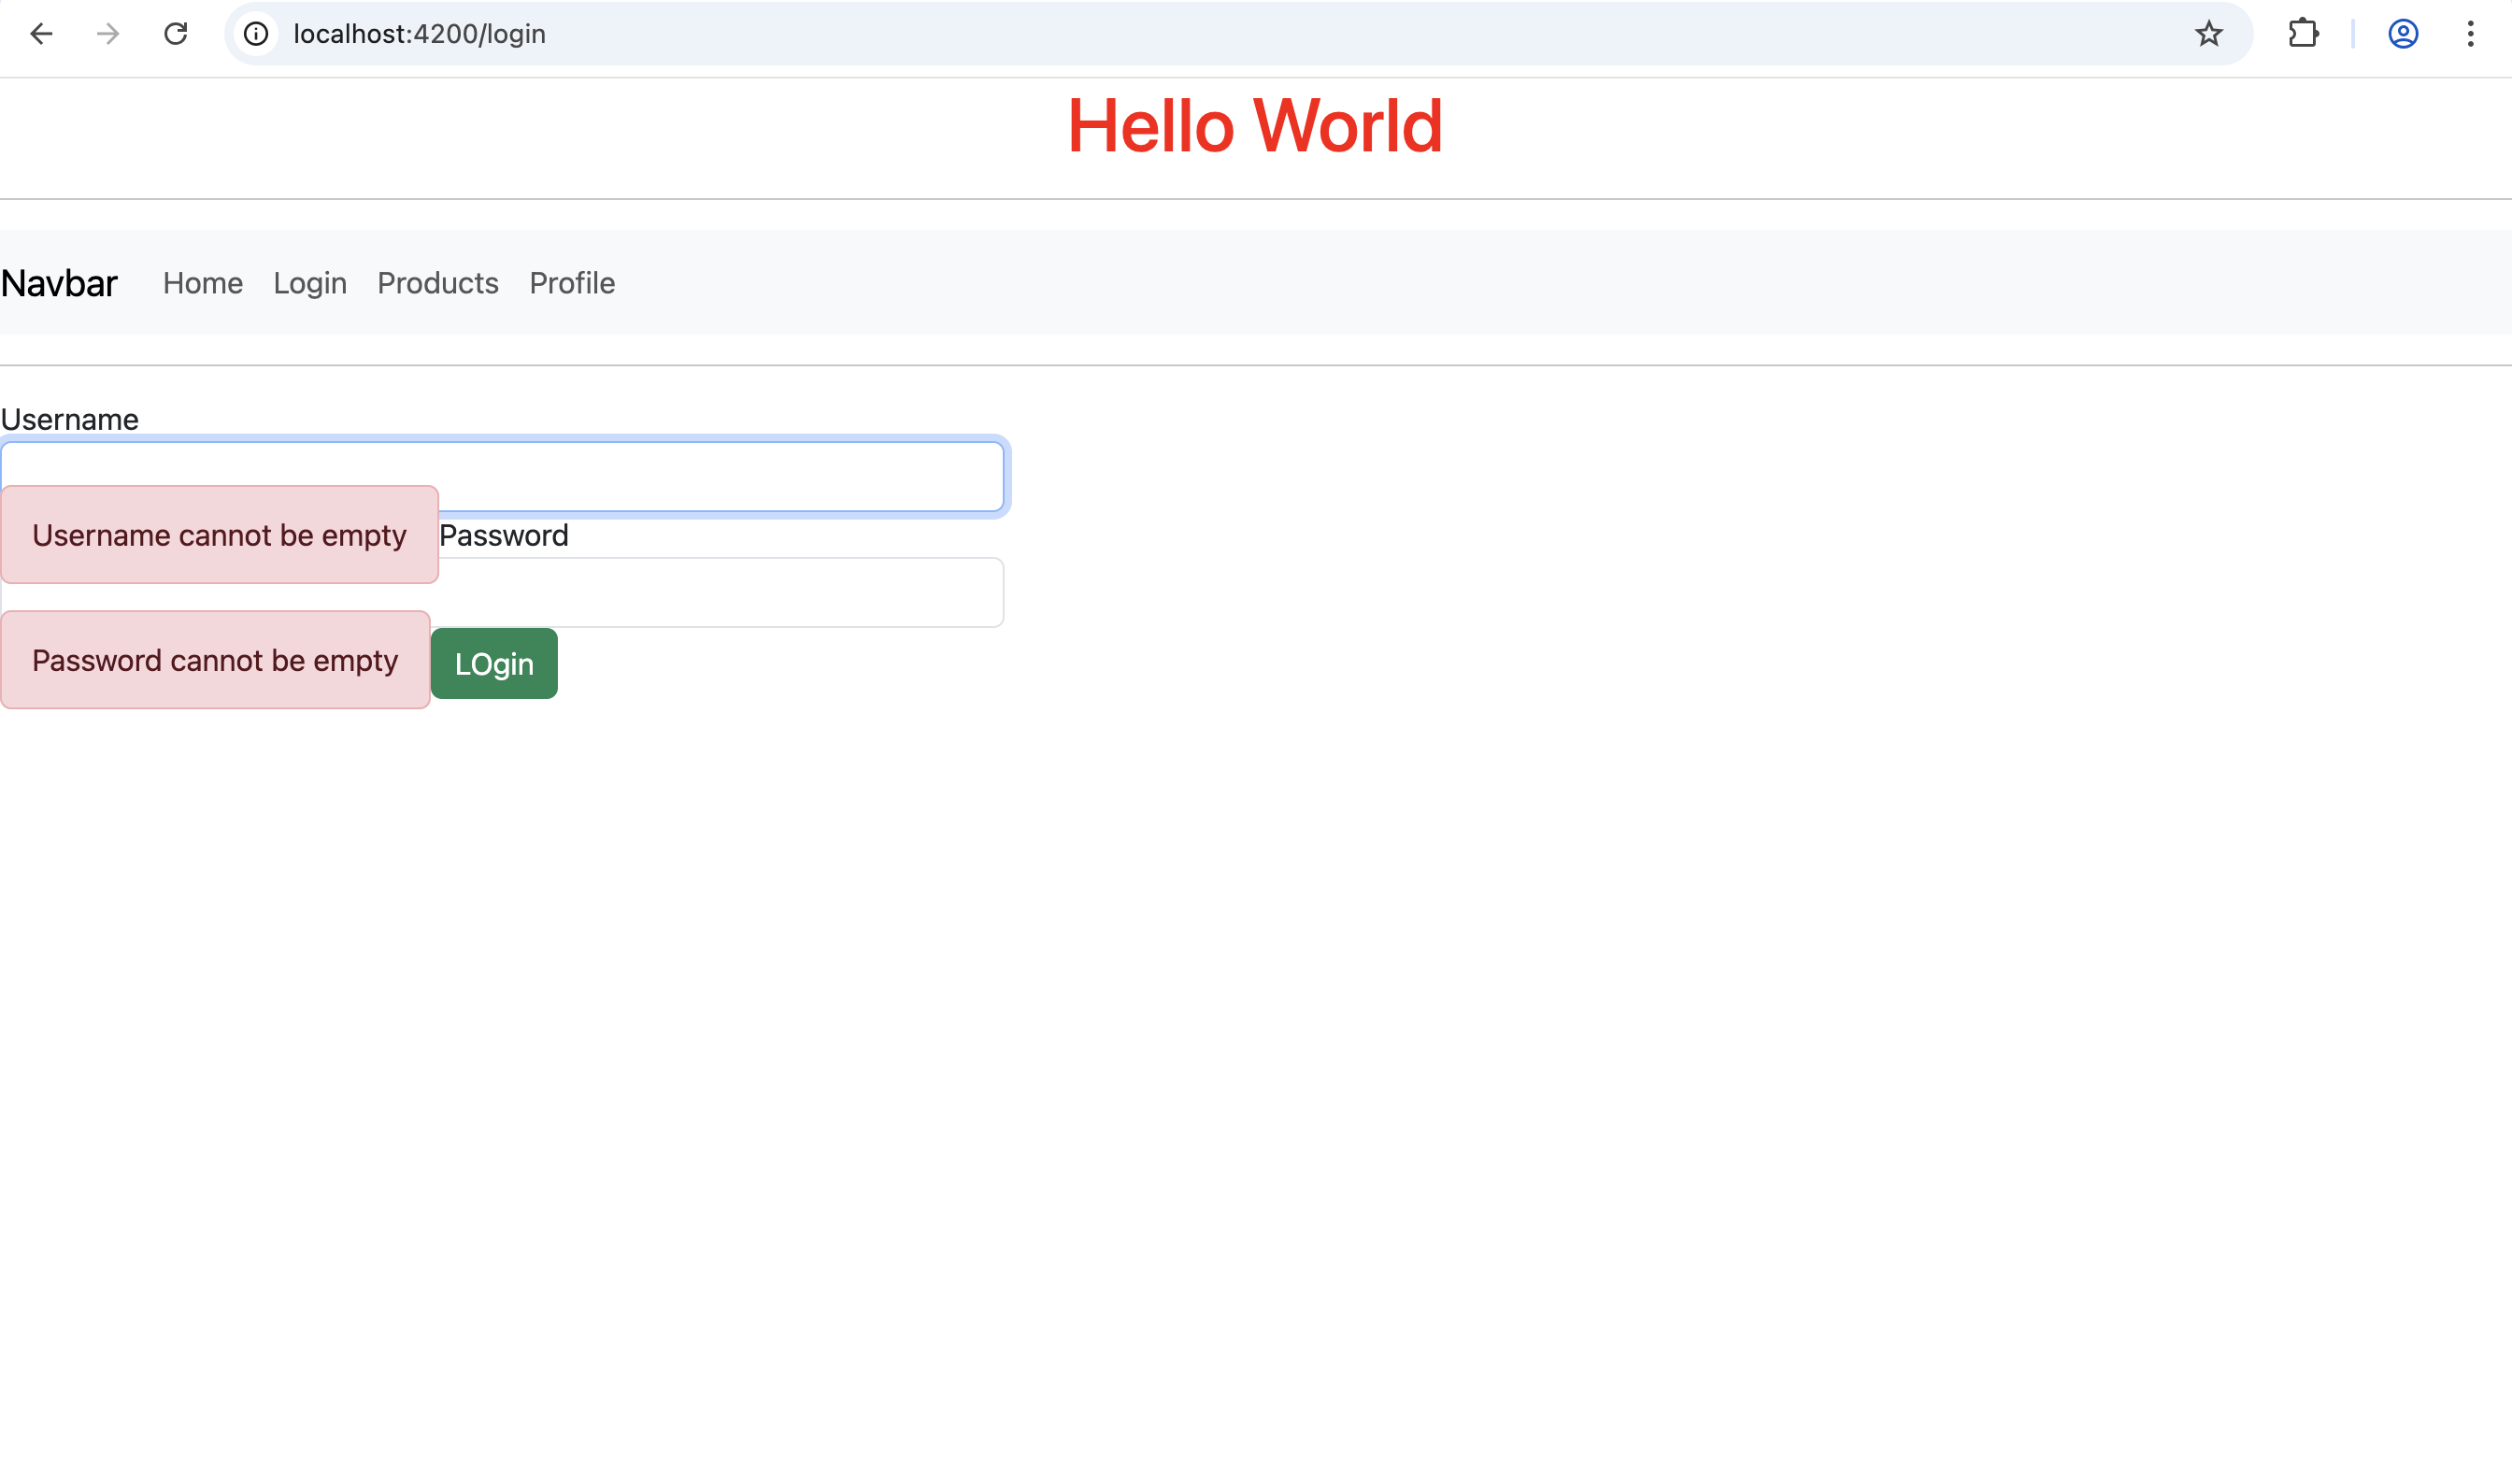 localhost:4200/login
Hello World
Navbar Home Login Products Profile
Username
Username cannot be empty Password
Password cannot be empty LOgin